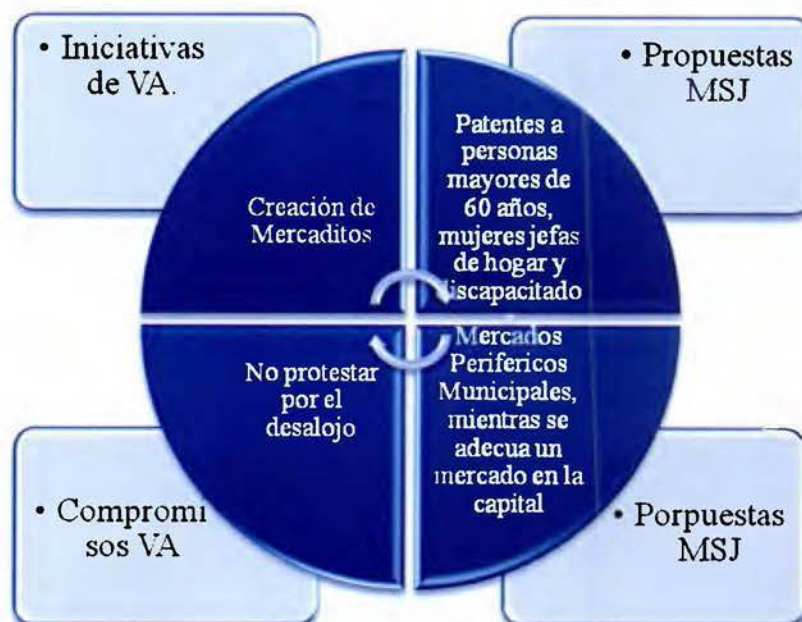 • Iniciativas
de VA.
• Propuestas
MSJ
Creación de
Mercaditos
Patentes a
personas
mayores de
60 años,
mujeres jefas
de hogar y
discapacitado
No protestar
por el
desalojo
Mercados
Perifericos
Municipales,
mientras se
adecua un
mercado en la
capital
• Compromi
sos VA
• Porpuestas
MSJ